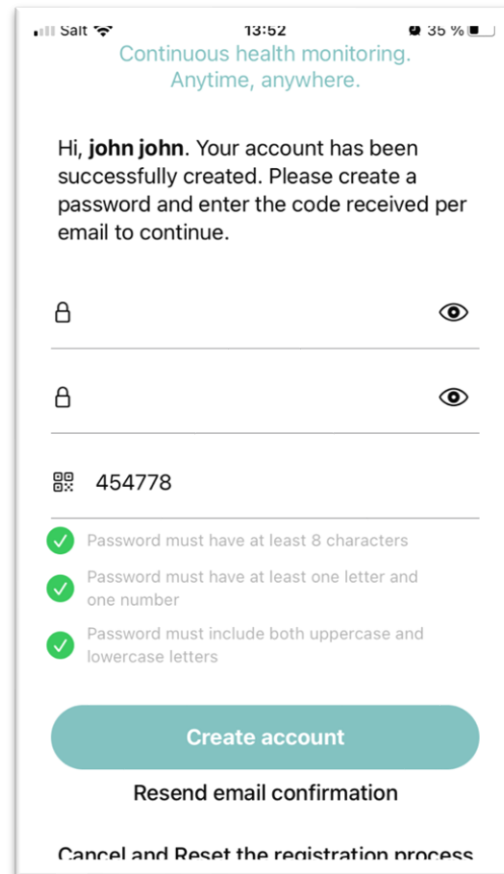 Salt 13:52 35 %
Continuous health monitoring.
Anytime, anywhere.
Hi, john john. Your account has been
successfully created. Please create a
password and enter the code received per
email to continue.
454778
Password must have at least 8 characters
Password must have at least one letter and
one number
Password must include both uppercase and
lowercase letters
Create account
Resend email confirmation
Cancel and Reset the registration process